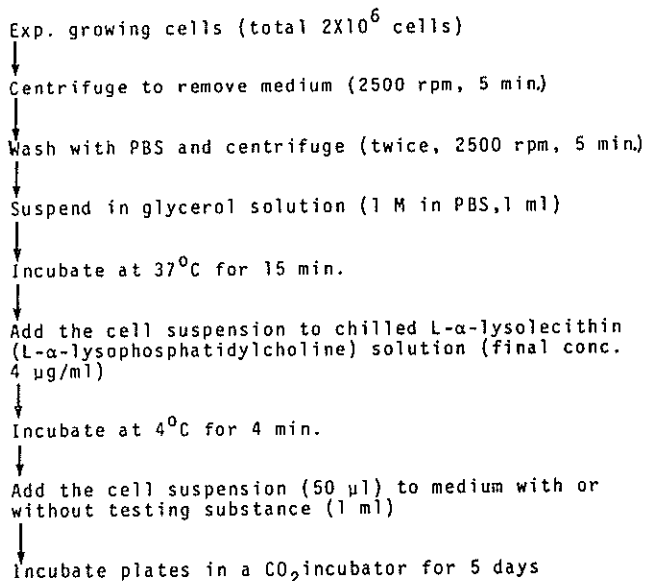 Exp. growing cells (total 2X10⁶ cells)
Centrifuge to remove medium (2500 rpm, 5 min.)
Wash with PBS and centrifuge (twice, 2500 rpm, 5 min.)
Suspend in glycerol solution (1 M in PBS,1 ml)
Incubate at 37⁰C for 15 min.
Add the cell suspension to chilled L-α-lysolecithin
(L-α-lysophosphatidylcholine) solution (final conc.
4 µg/ml)
Incubate at 4⁰C for 4 min.
Add the cell suspension (50 µl) to medium with or
without testing substance (1 ml)
Incubate plates in a CO₂ incubator for 5 days